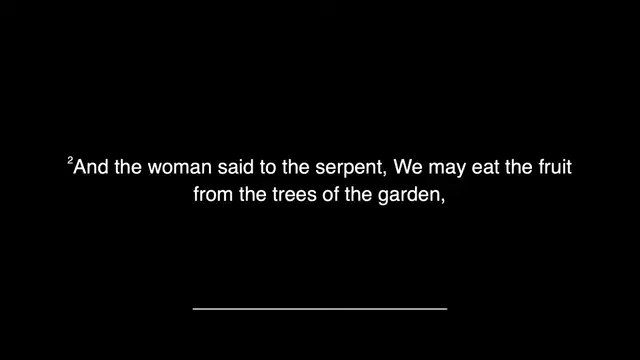 ²And the woman said to the serpent, We may eat the fruit
from the trees of the garden,